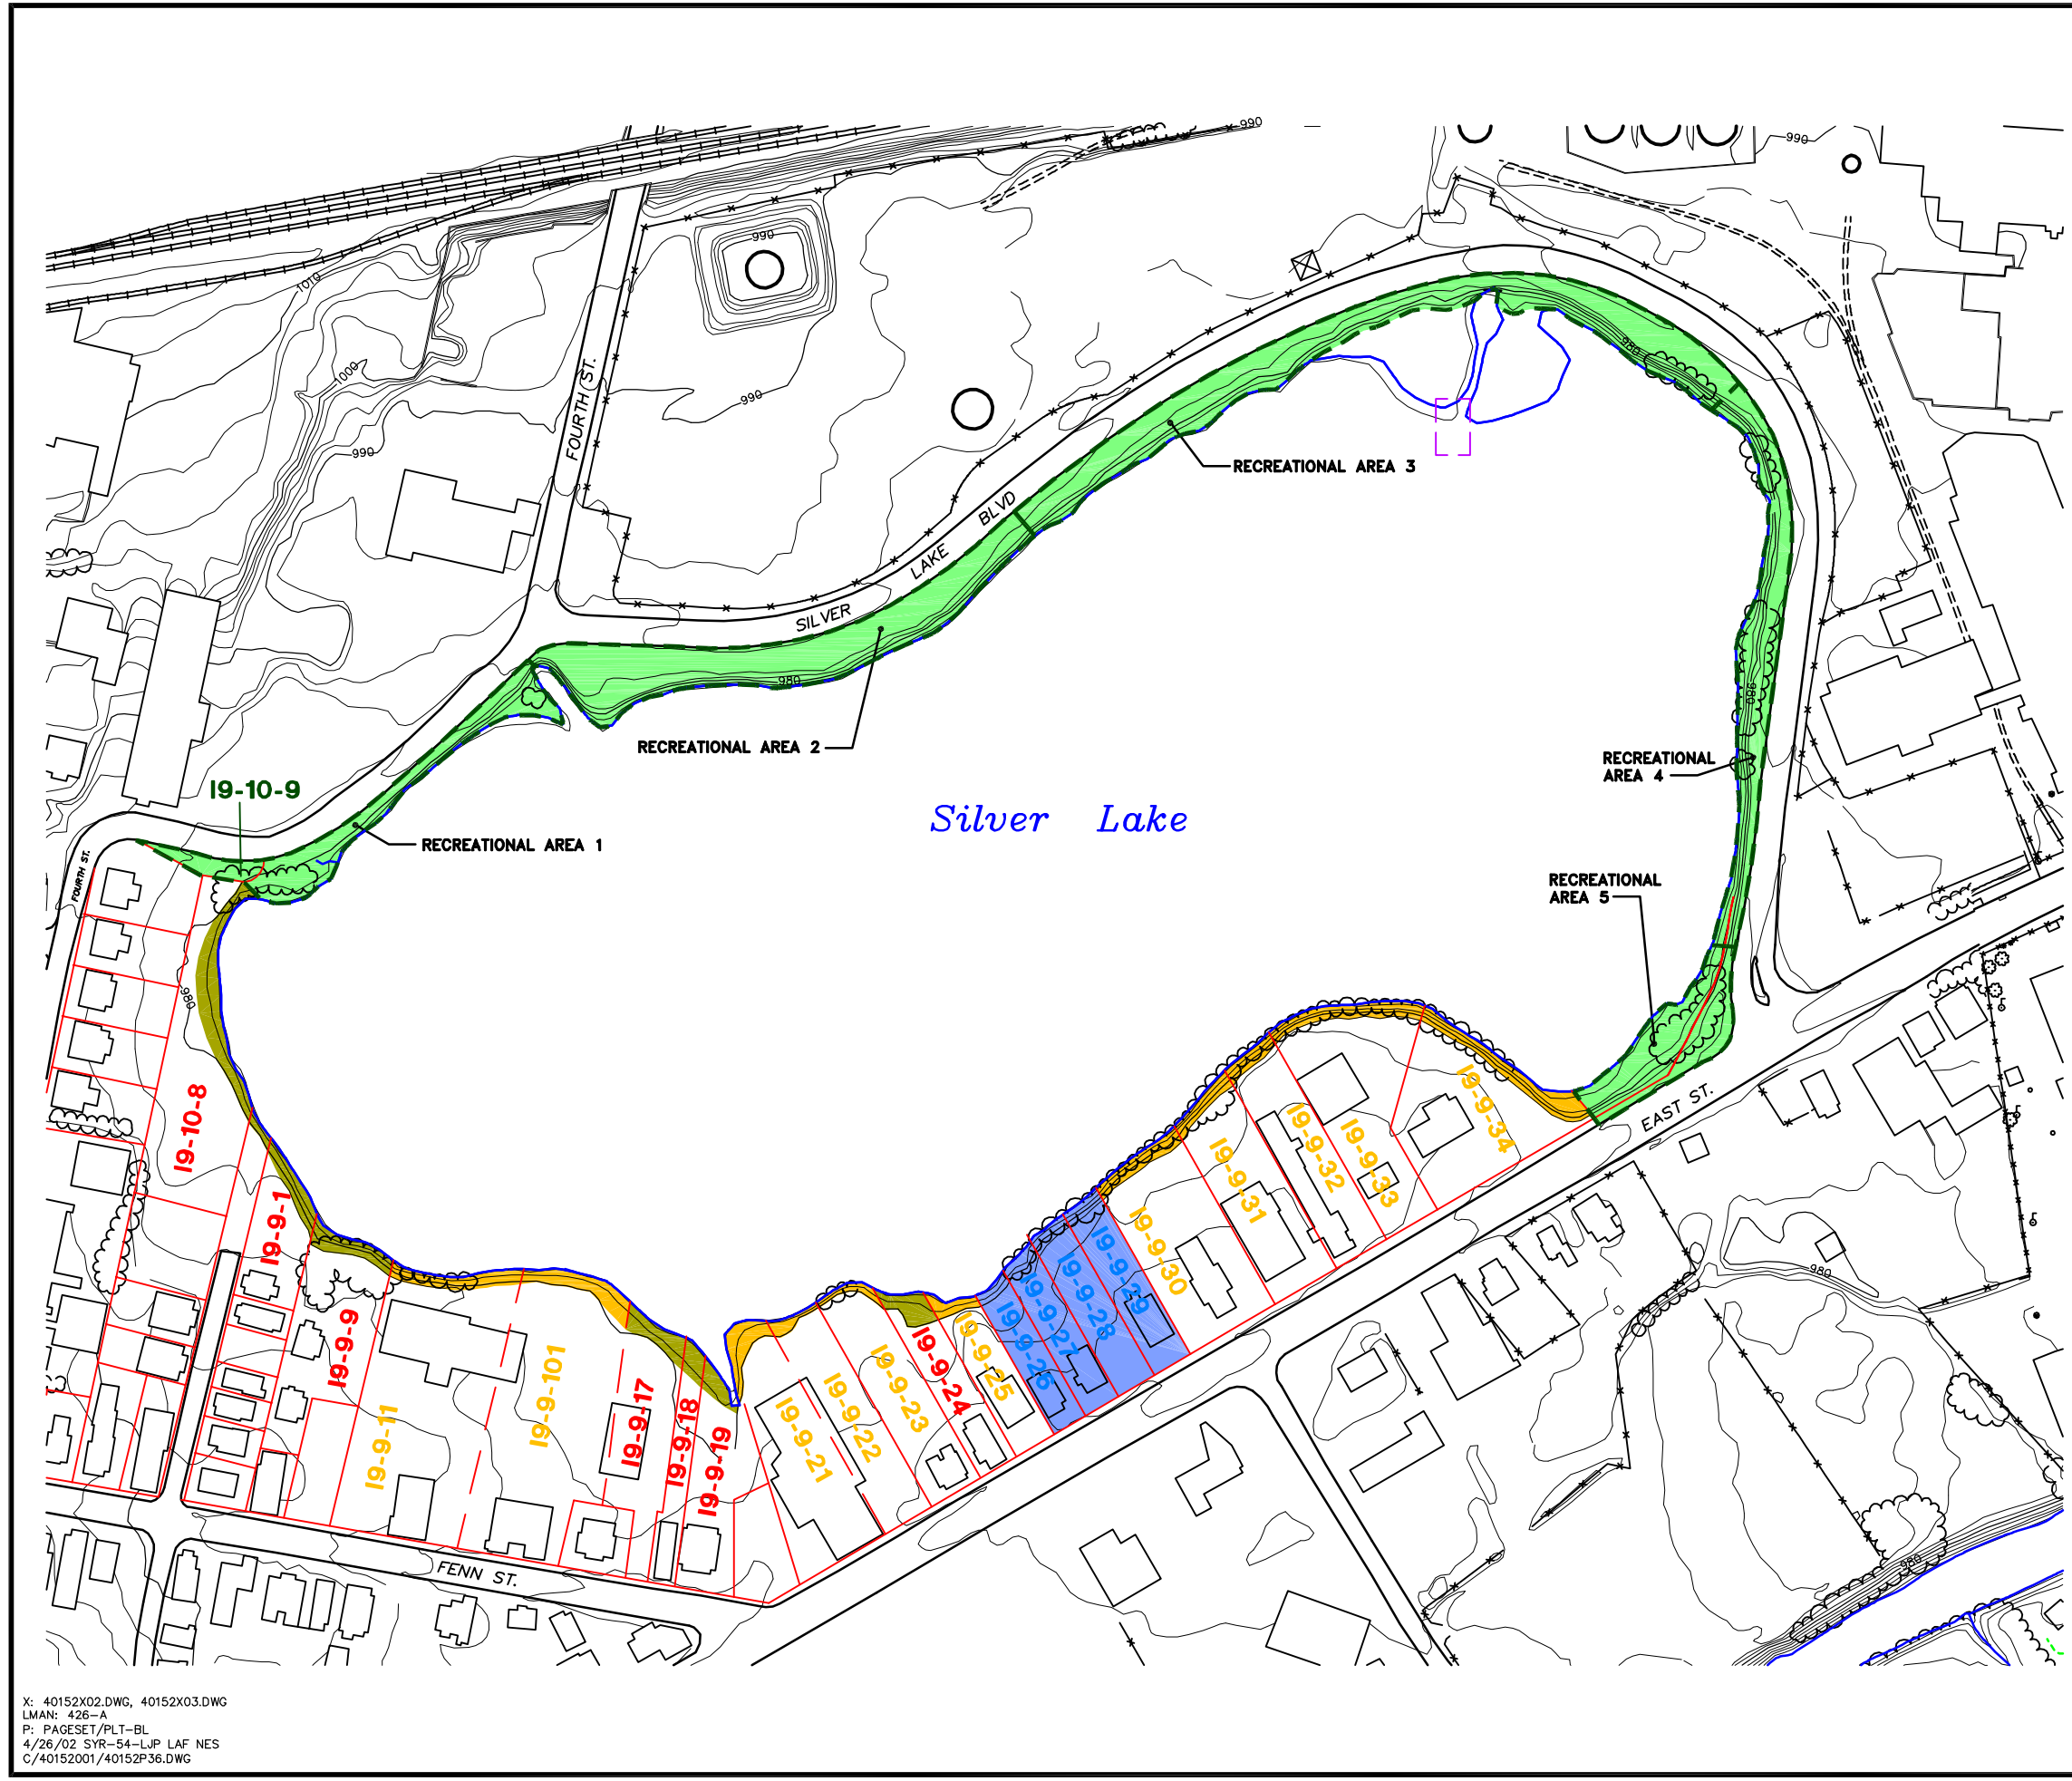 990
990
990
1010
1000
FOURTH ST.
990
990
980
RECREATIONAL AREA 3
SILVER LAKE BLVD
980
RECREATIONAL AREA 2
980
RECREATIONAL
AREA 4
I9-10-9
Silver Lake
RECREATIONAL AREA 1
FOURTH ST.
RECREATIONAL
AREA 5
980
I9-10-8
I9-9-1
I9-9-9
I9-9-11
I9-9-101
I9-9-17
I9-9-18
I9-9-19
I9-9-21
I9-9-22
I9-9-23
I9-9-24
I9-9-25
I9-9-26
I9-9-27
I9-9-28
I9-9-29
I9-9-30
I9-9-31
I9-9-32
I9-9-33
I9-9-34
EAST ST.
980
FENN ST.
980
X: 40152X02.DWG, 40152X03.DWG
LMAN: 426-A
P: PAGESET/PLT-BL
4/26/02 SYR-54-LJP LAF NES
C/40152001/40152P36.DWG